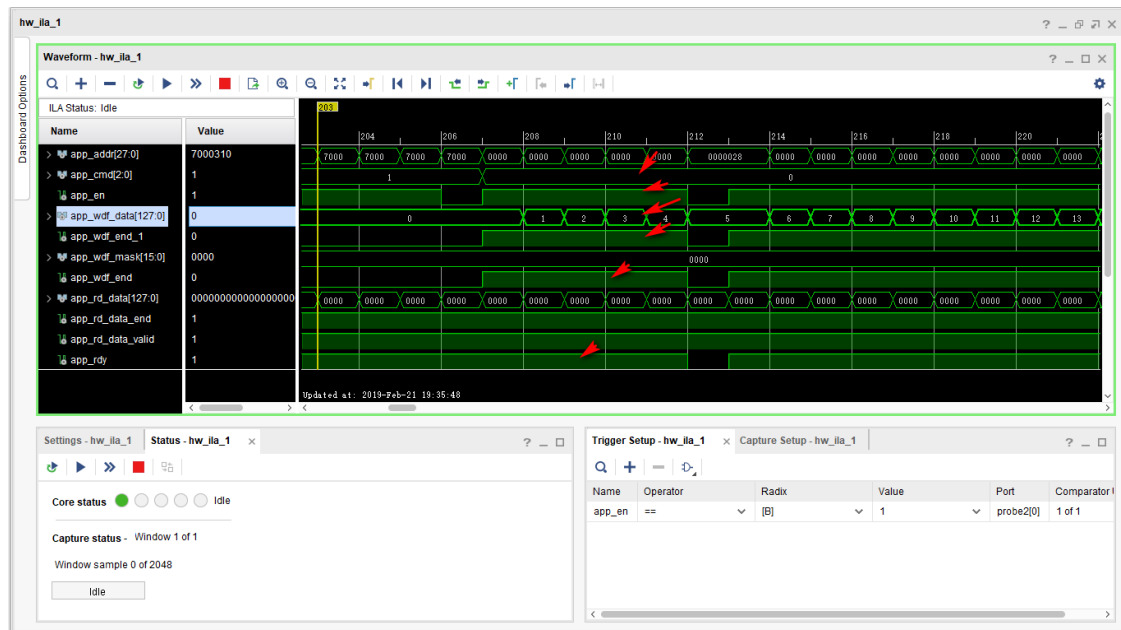 hw_ila_1
Dashboard Options
Waveform - hw_ila_1
ILA Status: Idle
Name Value
203
204 206 208 210 212 214 216 218 220
app_addr[27:0] 7000310 7000 7000 7000 7000 0000 0000 0000 0000 7000 0000028 0000 0000 0000 0000 0000 0000 0000 0000
app_cmd[2:0] 1 1 0
app_en 1
app_wdf_data[127:0] 0 0 1 2 3 4 5 6 7 8 9 10 11 12 13
app_wdf_end_1 0
app_wdf_mask[15:0] 0000 0000
app_wdf_end 0
app_rd_data[127:0] 000000000000000000 0000 0000 0000 0000 0000 0000 0000 0000 0000 0000 0000 0000 0000 0000 0000 0000 0000 0000 0000
app_rd_data_end 1
app_rd_data_valid 1
app_rdy 1
Updated at: 2019-Feb-21 19:35:48
Settings - hw_ila_1 Status - hw_ila_1
Core status Idle
Capture status - Window 1 of 1
Window sample 0 of 2048
Idle
Trigger Setup - hw_ila_1 Capture Setup - hw_ila_1
Name Operator Radix Value Port Comparator
app_en == [B] 1 probe2[0] 1 of 1